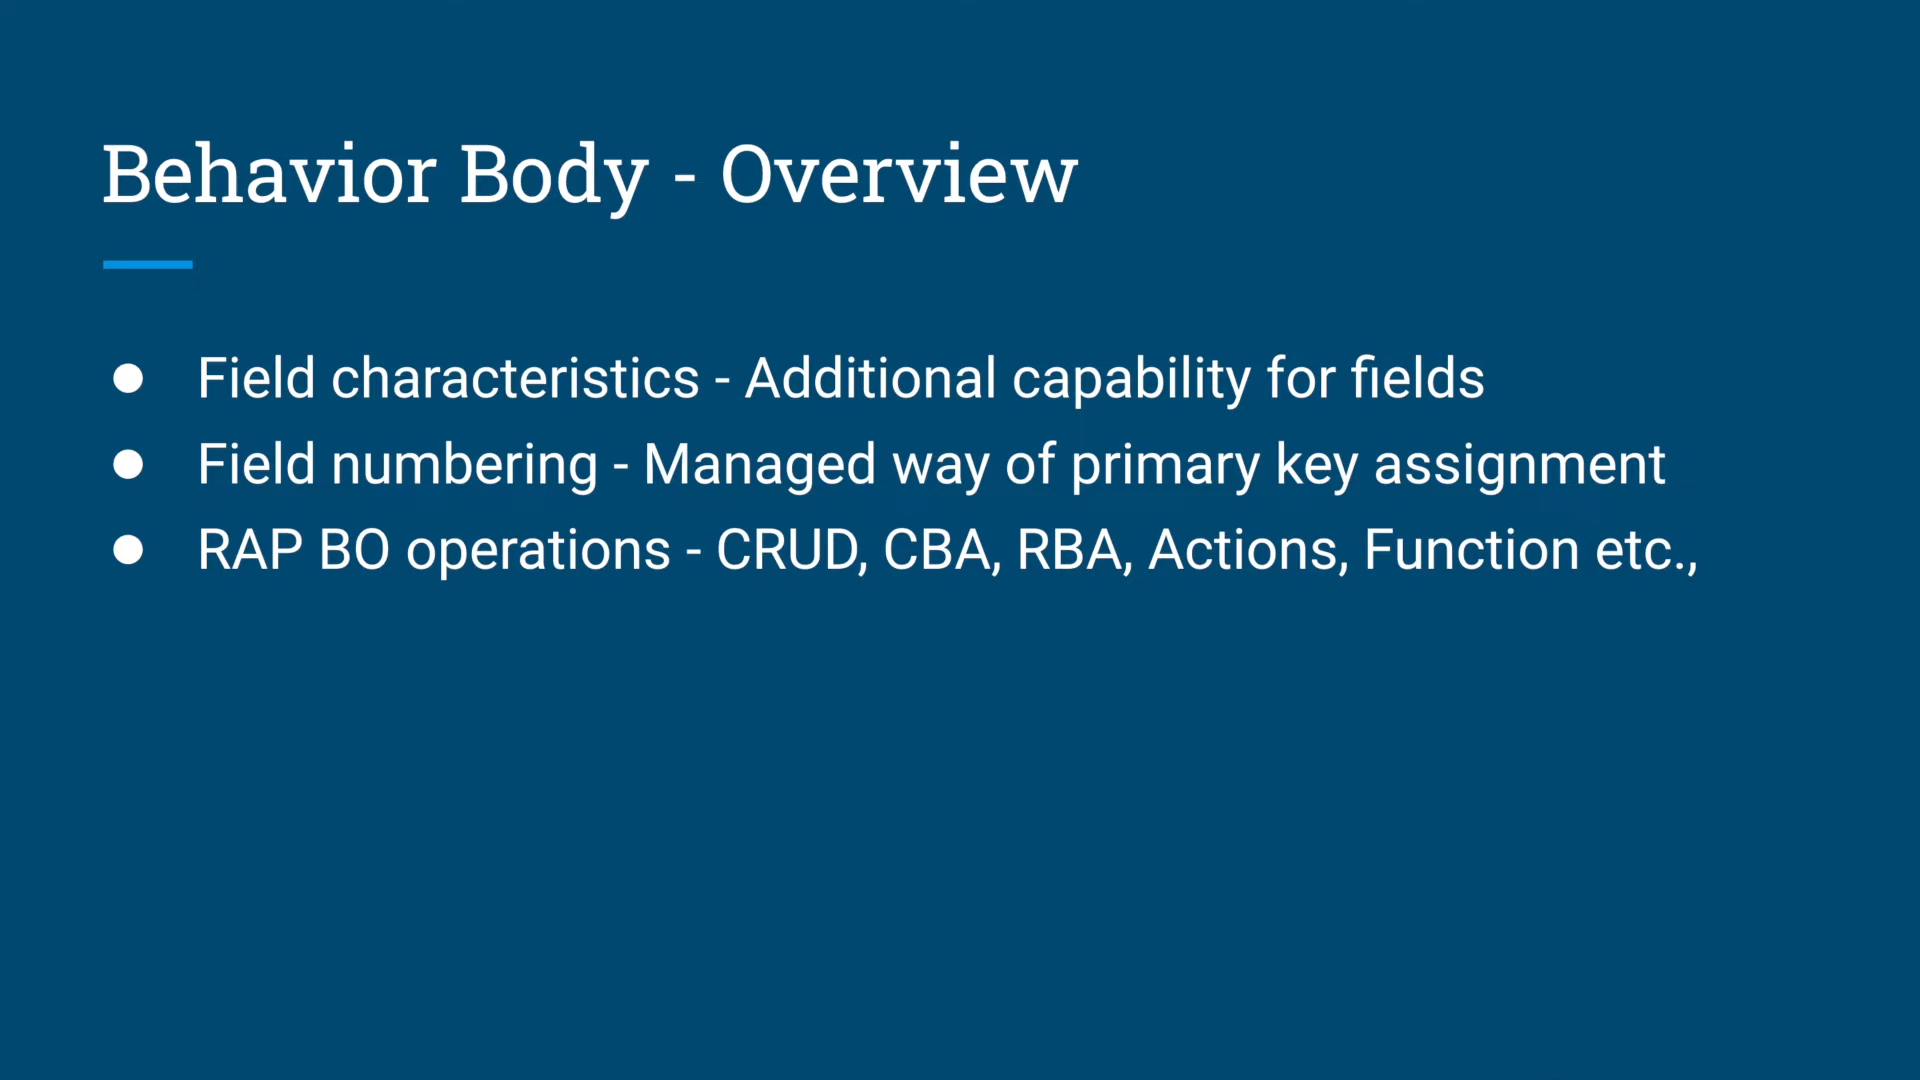 Behavior Body - Overview
● Field characteristics - Additional capability for fields
● Field numbering - Managed way of primary key assignment
● RAP BO operations - CRUD, CBA, RBA, Actions, Function etc.,